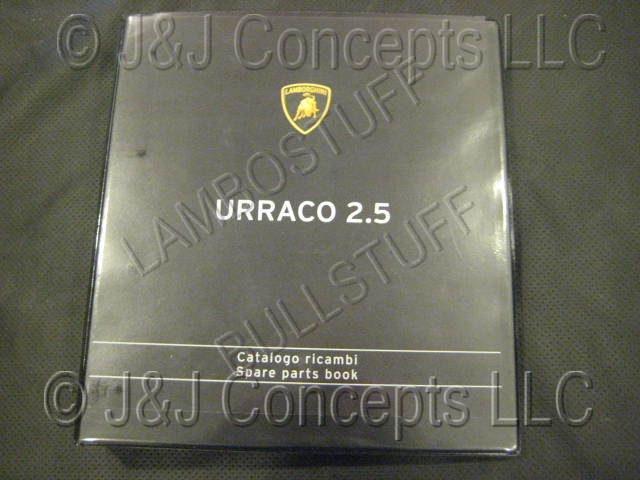 © J&J Concepts LLC
LAMBORGHINI
LAMBOSTUFF
URRACO 2.5
BULLSTUFF
Catalogo ricambi
Spare parts book
© J&J Concepts LLC